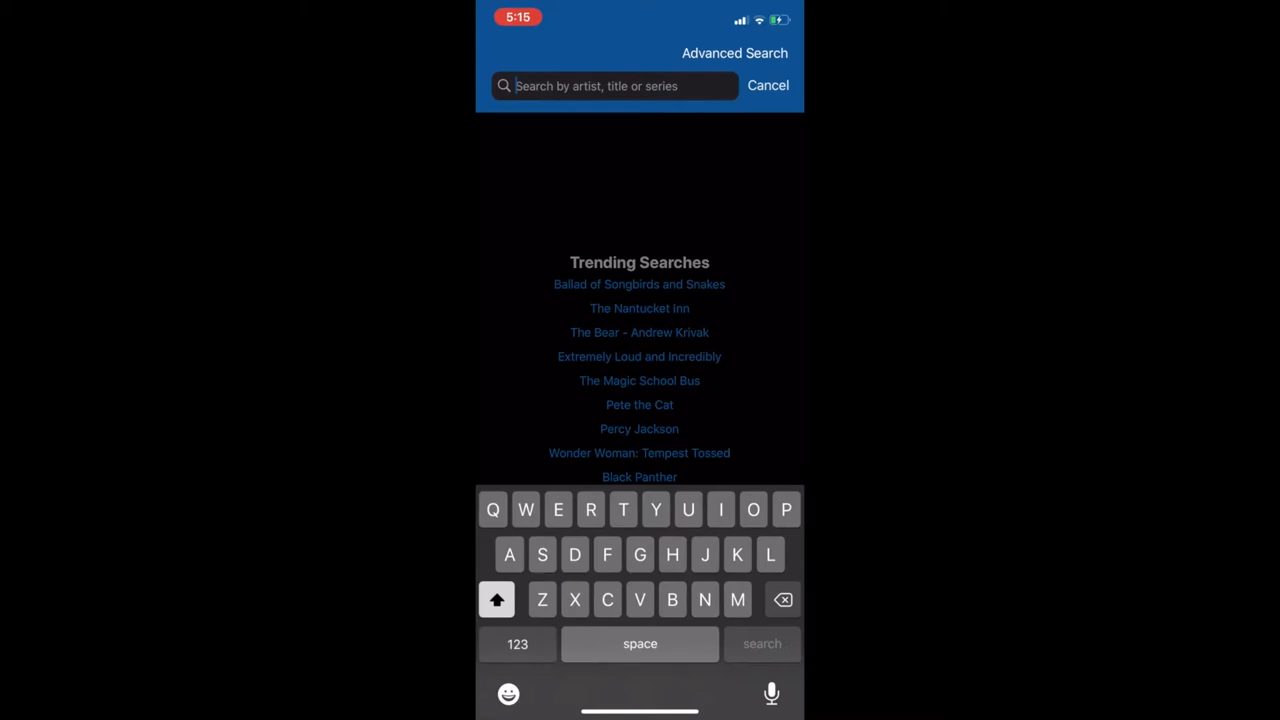 5:15
Advanced Search
Search by artist, title or series
Cancel
Trending Searches
Ballad of Songbirds and Snakes
The Nantucket Inn
The Bear - Andrew Krivak
Extremely Loud and Incredibly
The Magic School Bus
Pete the Cat
Percy Jackson
Wonder Woman: Tempest Tossed
Black Panther
Q W E R T Y U I O P
A S D F G H J K L
Z X C V B N M
123 space search